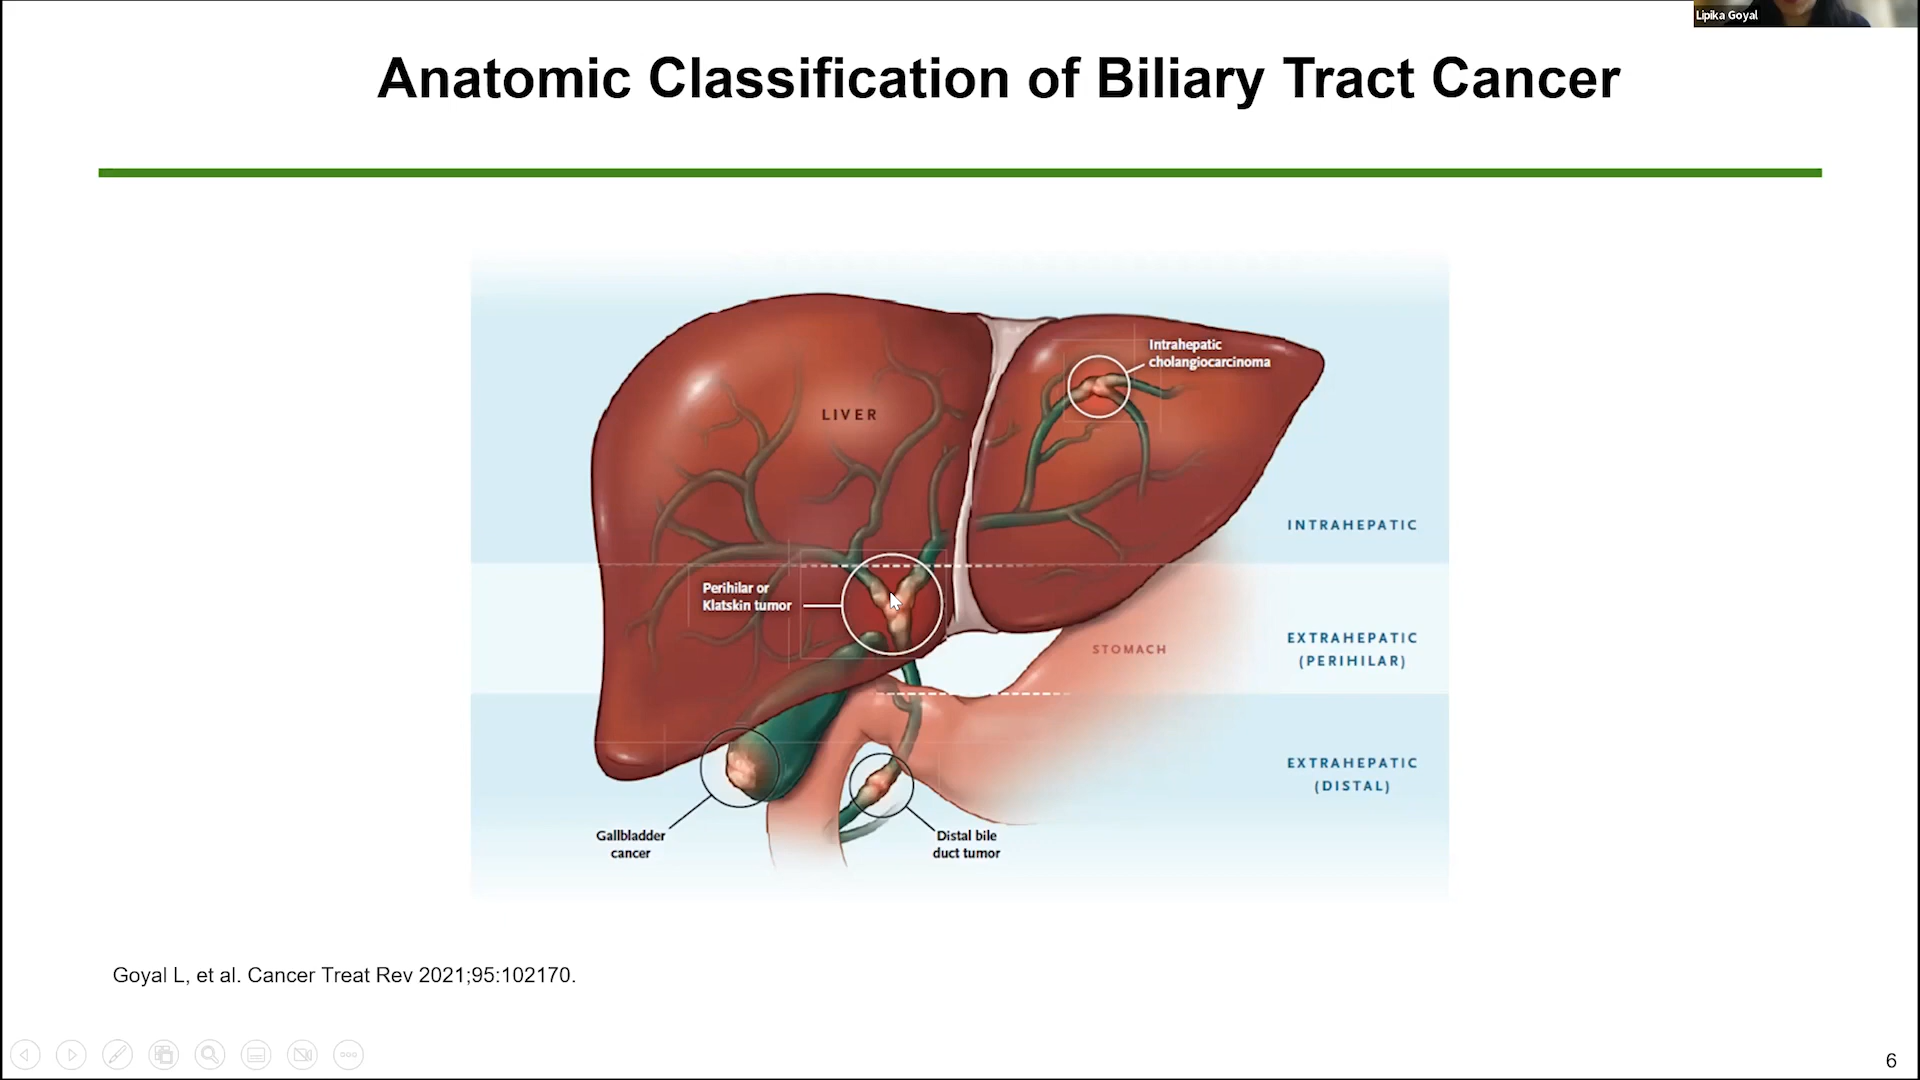 Lipika Goyal
Anatomic Classification of Biliary Tract Cancer
Intrahepatic
cholangiocarcinoma
LIVER
INTRAHEPATIC
Perihilar or
Klatskin tumor
EXTRAHEPATIC
(PERIHILAR)
STOMACH
EXTRAHEPATIC
(DISTAL)
Gallbladder
cancer
Distal bile
duct tumor
Goyal L, et al. Cancer Treat Rev 2021;95:102170.
6